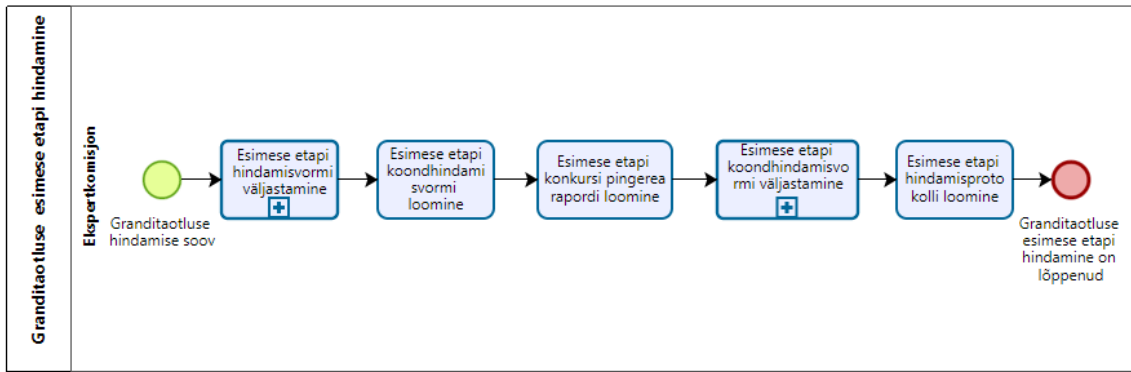 Granditaotluse esimese etapi hindamine
Ekspertkomisjon
Granditaotluse
hindamise soov
Esimese etapi
hindamisvormi
väljastamine
Esimese etapi
koondhindami
svormi
loomine
Esimese etapi
konkursi pingerea
rapordi loomine
Esimese etapi
koondhindamisvo
rmi väljastamine
Esimese etapi
hindamisproto
kolli loomine
Granditaotluse
esimese etapi
hindamine on
lõppenud